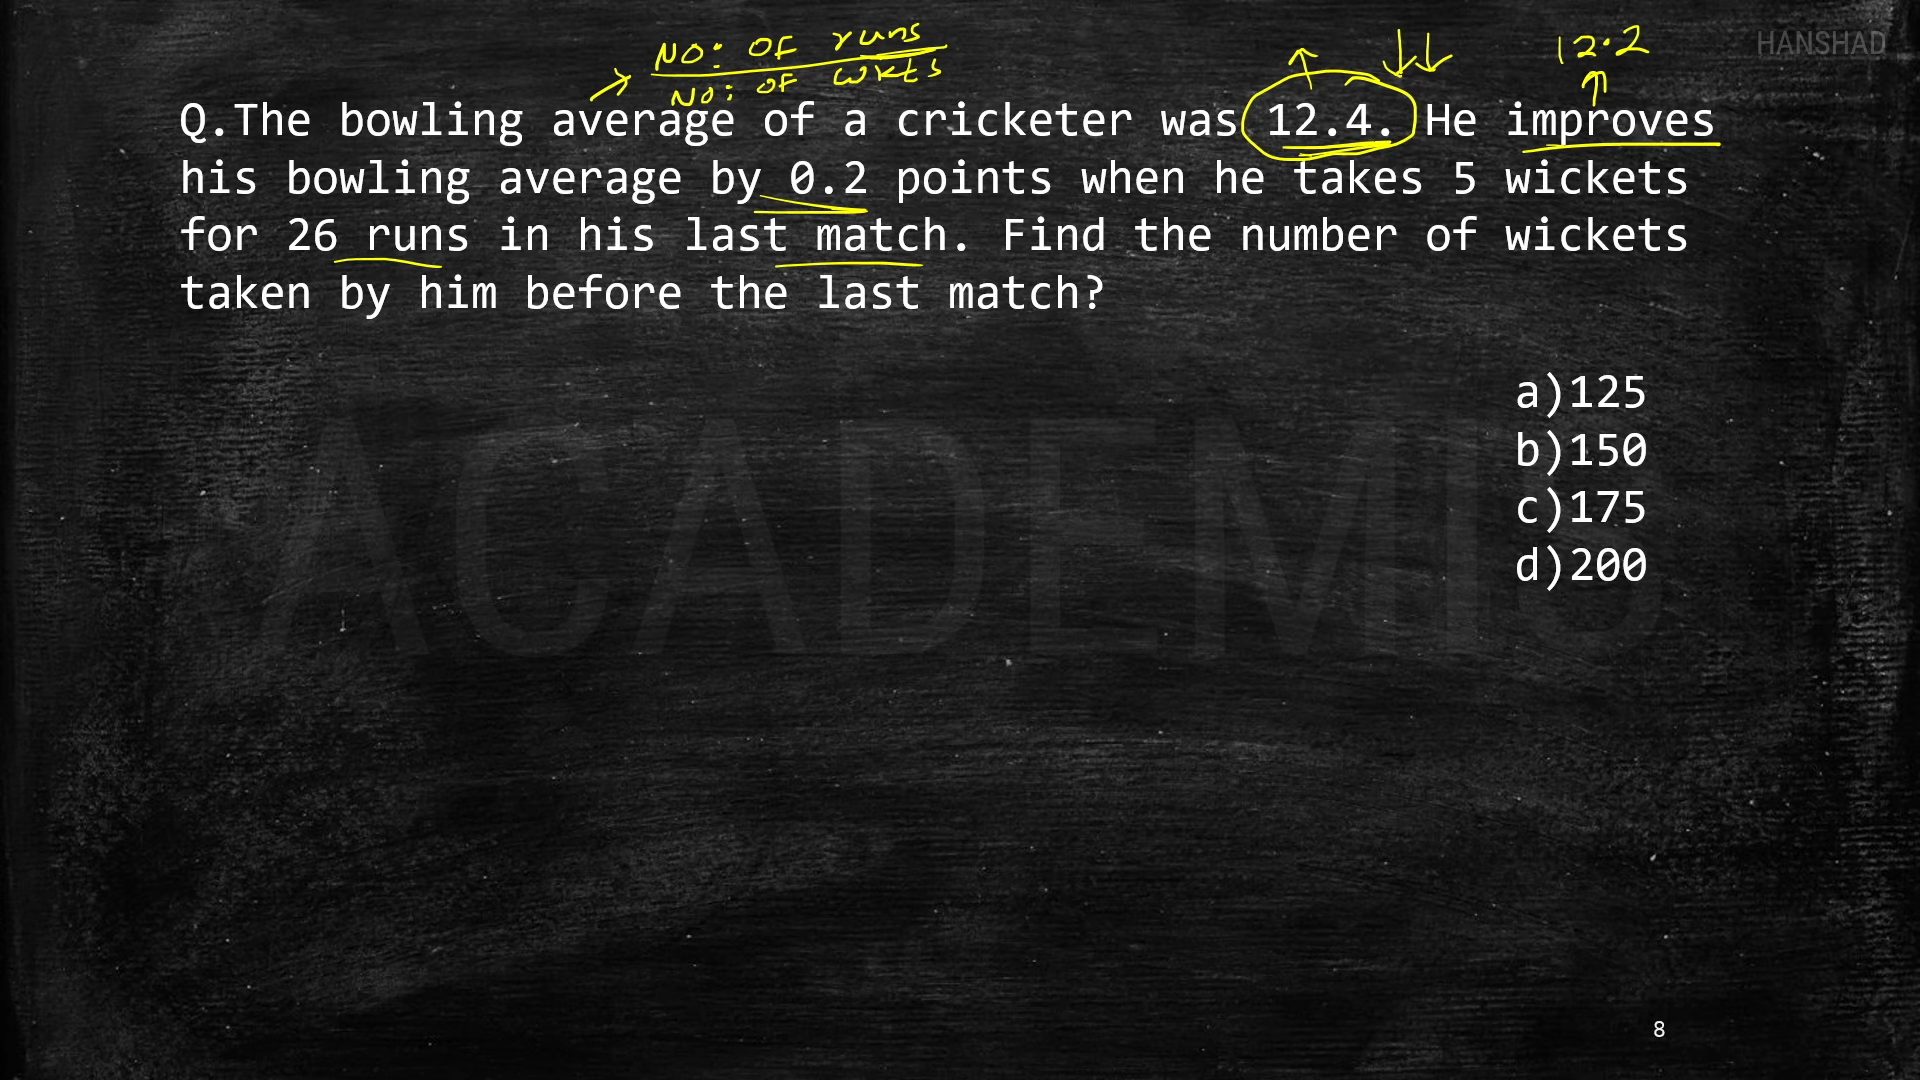 No: OF runs
No: OF wkts
12.2
HANSHAD
Q.The bowling average of a cricketer was 12.4. He improves
his bowling average by 0.2 points when he takes 5 wickets
for 26 runs in his last match. Find the number of wickets
taken by him before the last match?
a)125
b)150
c)175
d)200
ACADEMIS
8